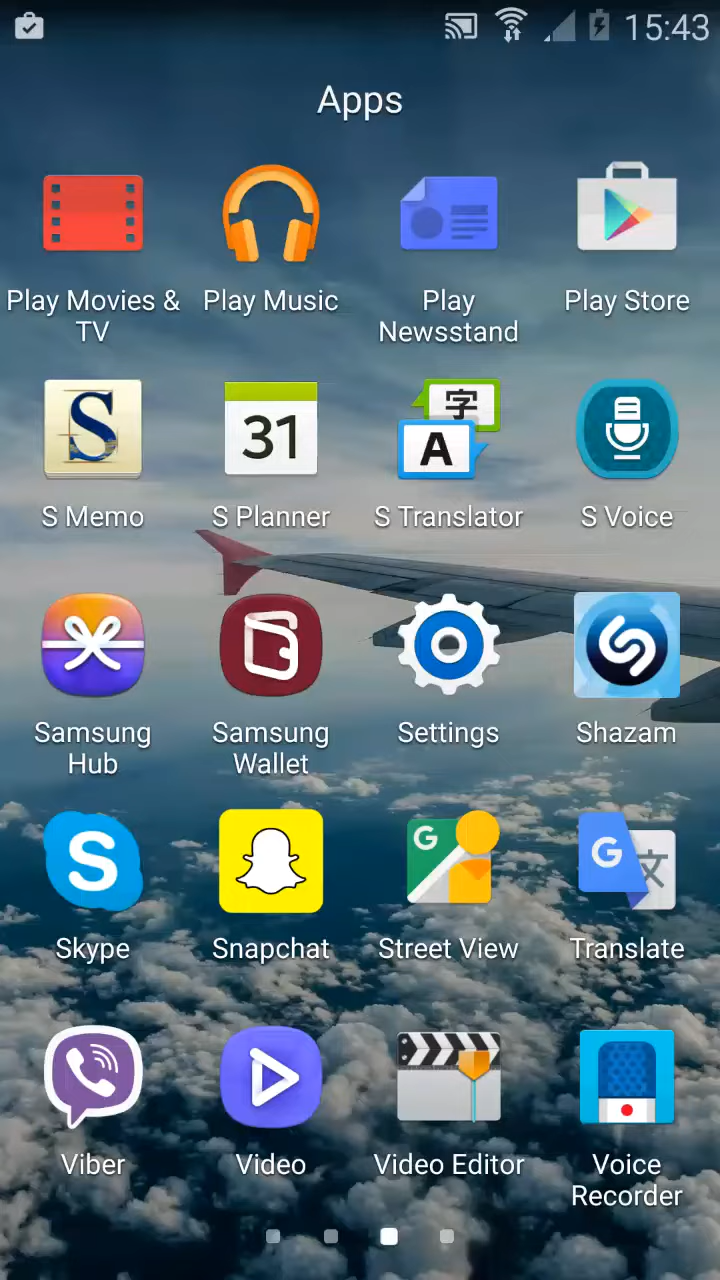 15:43
Apps
Play Movies &
TV
Play Music
Play
Newsstand
Play Store
S
31
字
A
S Memo
S Planner
S Translator
S Voice
Samsung
Hub
Samsung
Wallet
Settings
Shazam
S
G
G
文
Skype
Snapchat
Street View
Translate
Viber
Video
Video Editor
Voice
Recorder